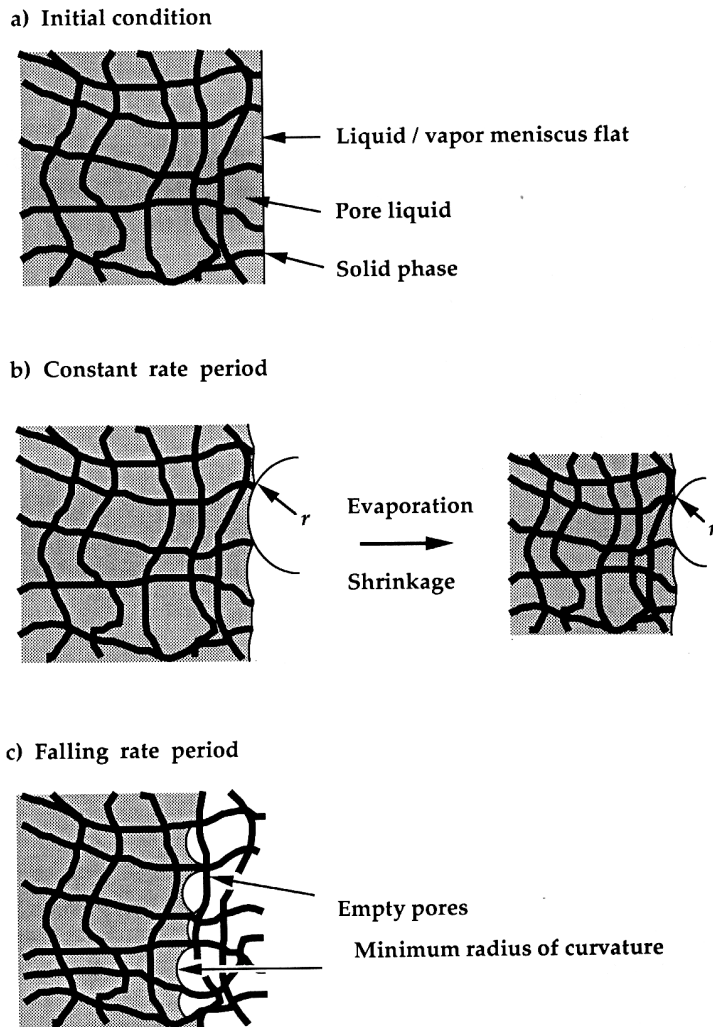 a) Initial condition
Liquid / vapor meniscus flat
Pore liquid
Solid phase
b) Constant rate period
r
Evaporation
Shrinkage
r
c) Falling rate period
Empty pores
Minimum radius of curvature